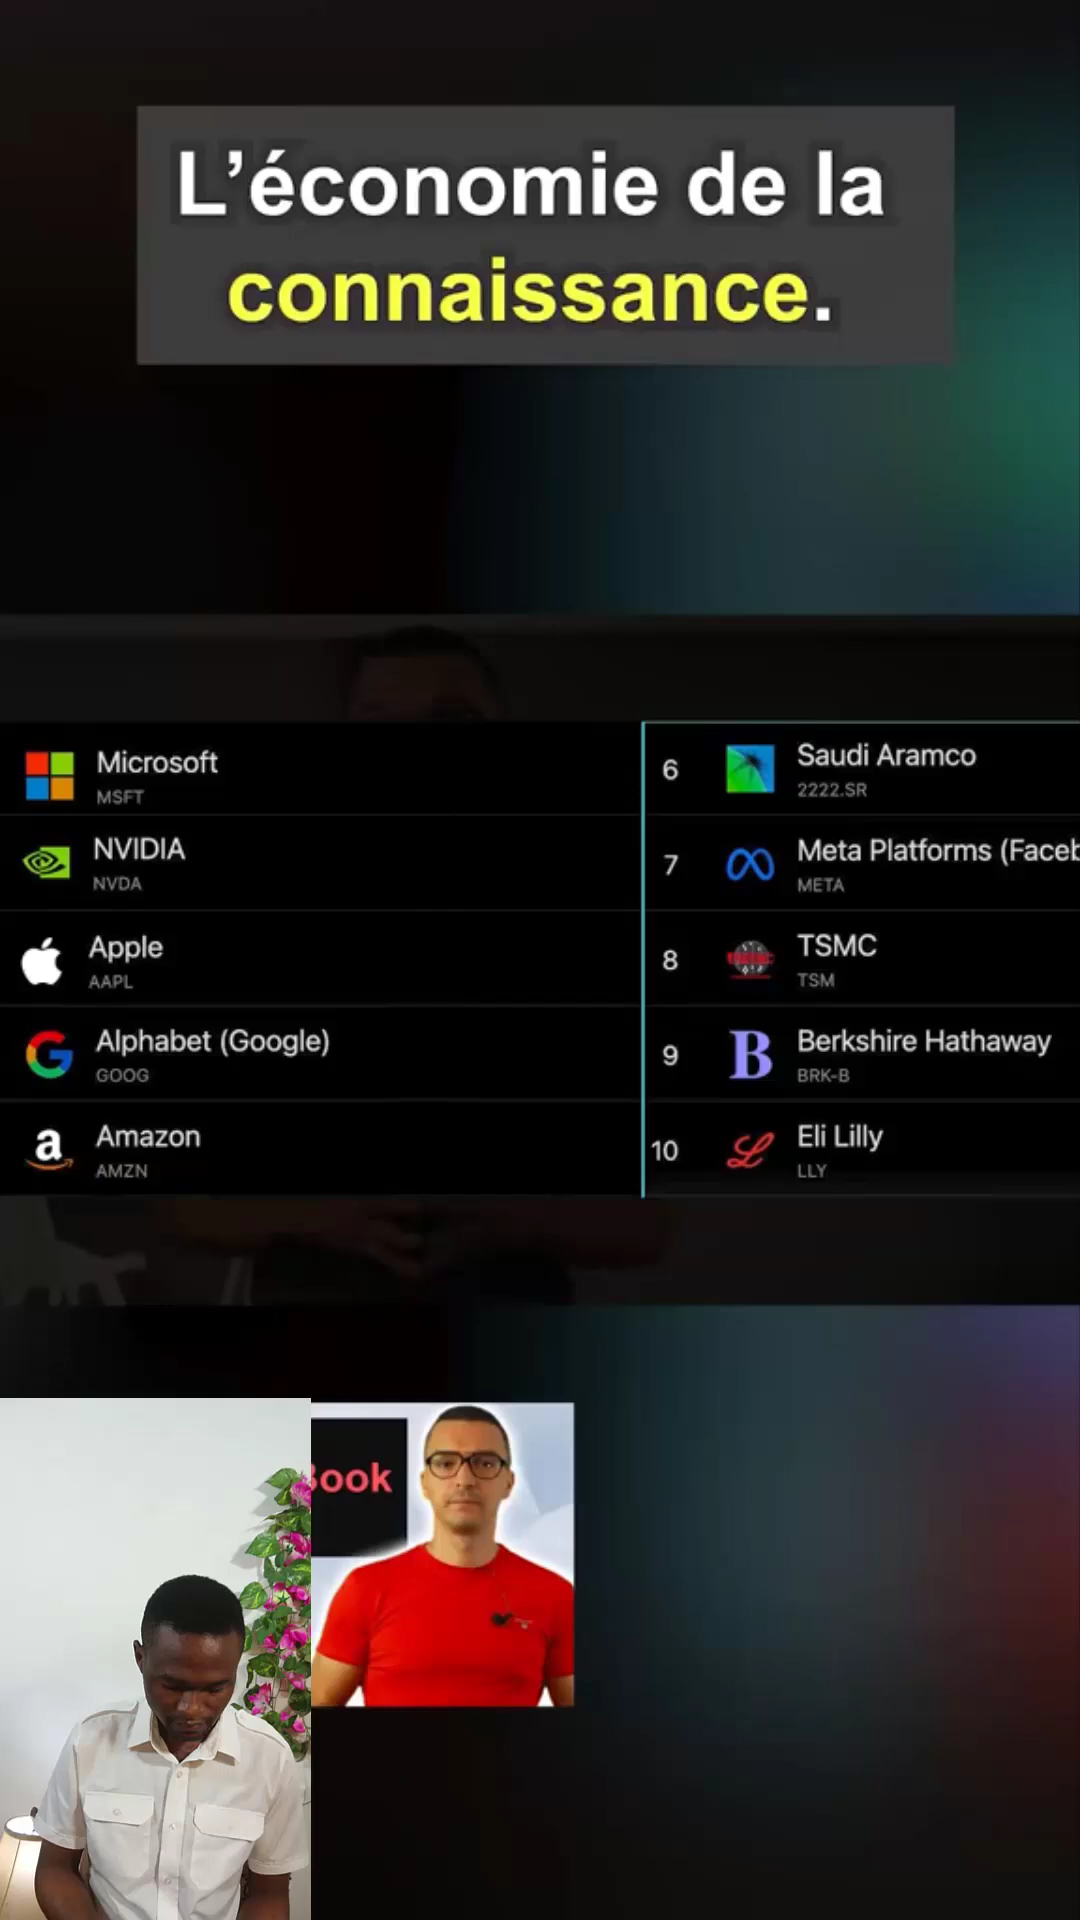 L’économie de la
connaissance.
Microsoft
MSFT
NVIDIA
NVDA
Apple
AAPL
Alphabet (Google)
GOOG
a
Amazon
AMZN
6
Saudi Aramco
2222.SR
7
Meta Platforms (Faceb
META
8
TSMC
TSM
9
B
Berkshire Hathaway
BRK-B
10
Eli Lilly
LLY
Book